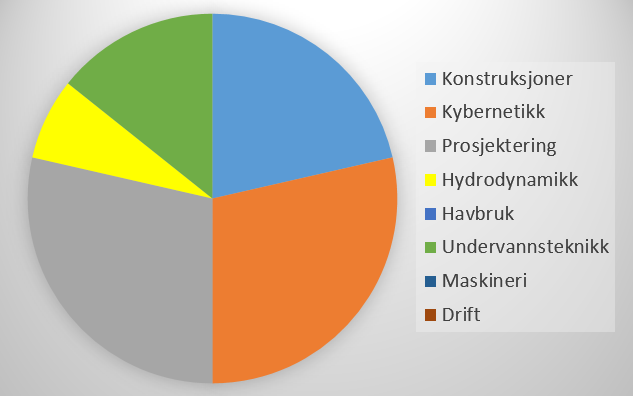 Konstruksjoner
Kybernetikk
Prosjektering
Hydrodynamikk
Havbruk
Undervannsteknikk
Maskineri
Drift